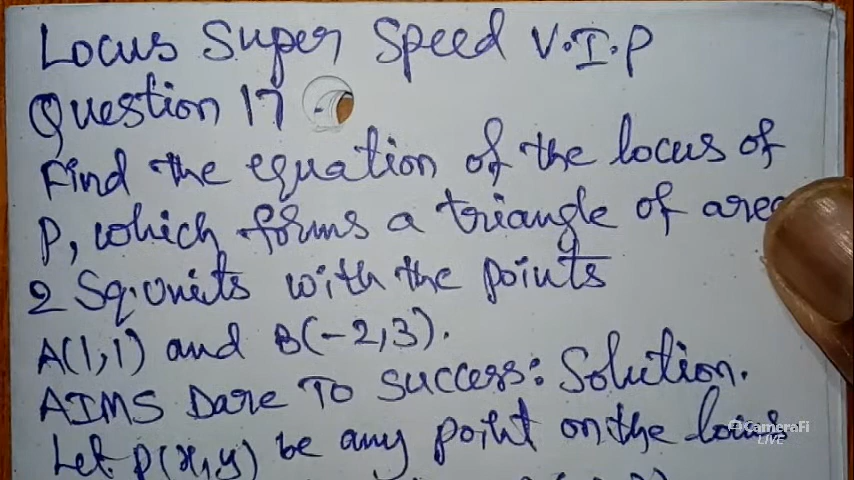 Locus Super Speed V.I.P
Question 17
Find the equation of the locus of
P, which forms a triangle of area
2 Sq.units with the points
A(1,1) and B(-2,3).
AIMS Dare To success: Solution.
Let P(x,y) be any point on the locus
CameraFi
LIVE